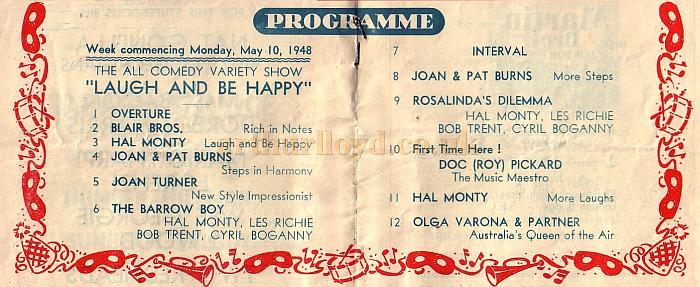 PROGRAMME
Week commencing Monday, May 10, 1948
THE ALL COMEDY VARIETY SHOW
"LAUGH AND BE HAPPY"
1 OVERTURE
2 BLAIR BROS. Rich in Notes
3 HAL MONTY Laugh and Be Happy
4 JOAN & PAT BURNS
Steps in Harmony
5 JOAN TURNER
New Style Impressionist
6 THE BARROW BOY
HAL MONTY, LES RICHIE
BOB TRENT, CYRIL BOGANNY
7 INTERVAL
8 JOAN & PAT BURNS More Steps
9 ROSALINDA'S DILEMMA
HAL MONTY, LES RICHIE
BOB TRENT, CYRIL BOGANNY
10 First Time Here !
DOC (ROY) PICKARD
The Music Maestro
11 HAL MONTY More Laughs
12 OLGA VARONA & PARTNER
Australia's Queen of the Air